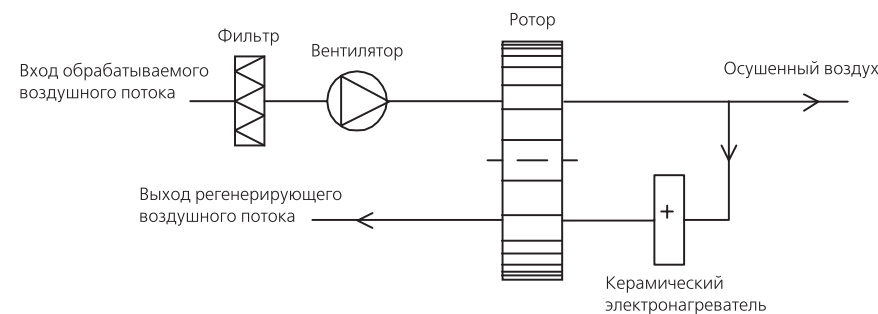 Ротор
Фильтр
Вентилятор
Вход обрабатываемого
воздушного потока
Осушенный воздух
Выход регенерирующего
воздушного потока
+
Керамический
электронагреватель